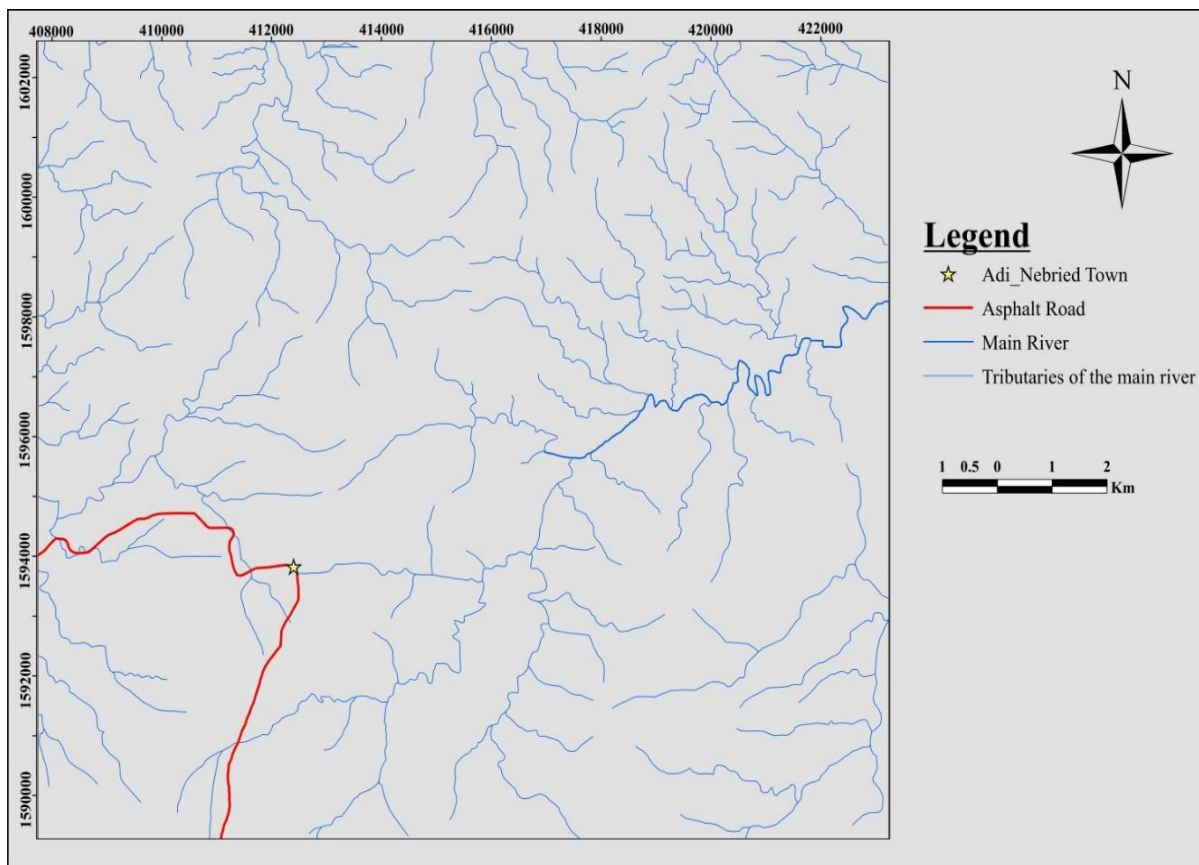 408000 410000 412000 414000 416000 418000 420000 422000
1602000
1600000
1598000
1596000
1594000
1592000
1590000
N
Legend
Adi_Nebried Town
Asphalt Road
Main River
Tributaries of the main river
1 0.5 0 1 2
Km